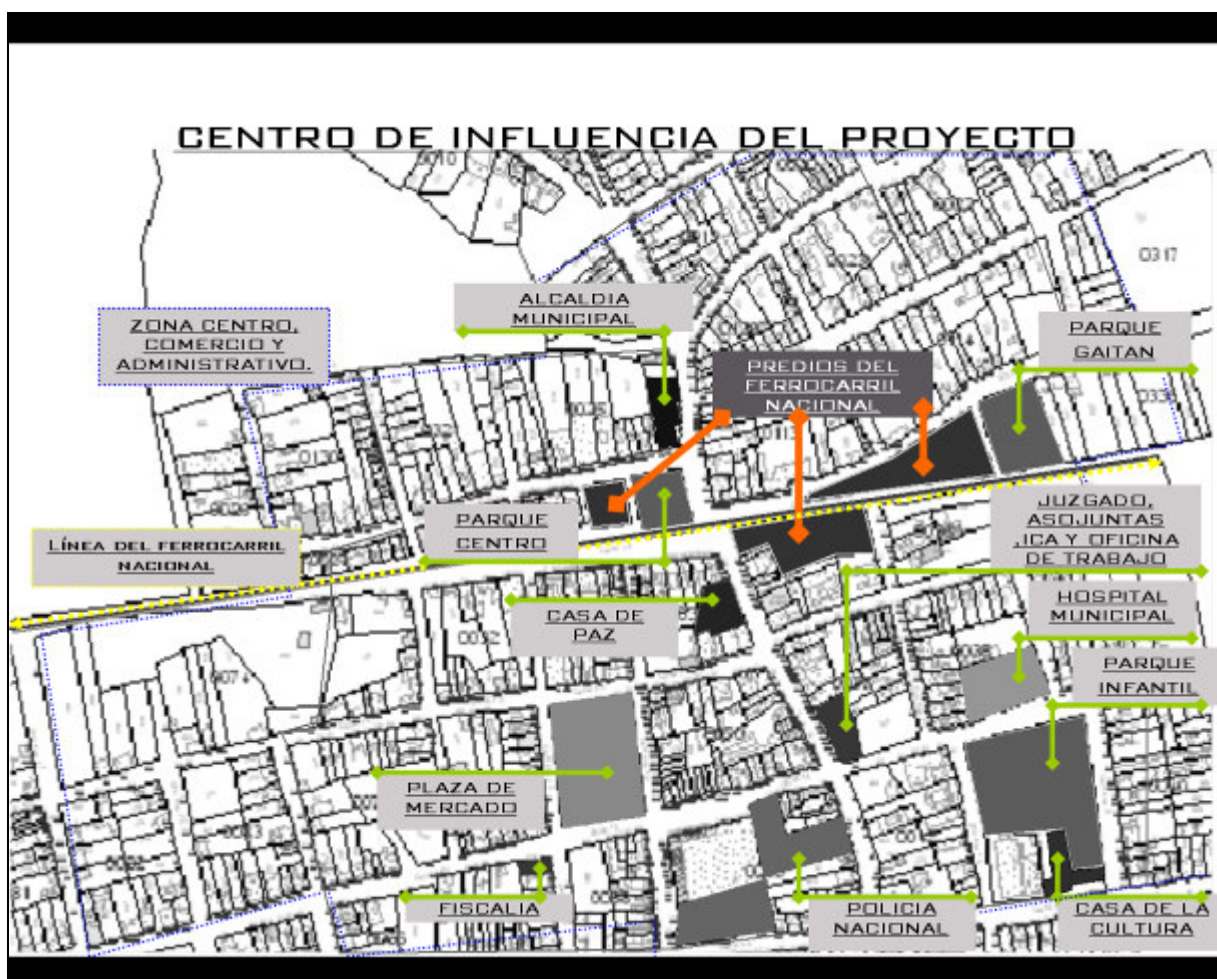 CENTRO DE INFLUENCIA DEL PROYECTO
0317
ALCALDIA
MUNICIPAL
ZONA CENTRO,
COMERCIO Y
ADMINISTRATIVO.
PARQUE
GAITAN
PREDIOS DEL
FERROCARRIL
NACIONAL
PARQUE
CENTRO
JUZGADO,
ASOJUNTAS
,ICA Y OFICINA
DE TRABAJO
LÍNEA DEL FERROCARRIL
NACIONAL
CASA DE
PAZ
0032
HOSPITAL
MUNICIPAL
PARQUE
INFANTIL
PLAZA DE
MERCADO
FISCALIA
POLICIA
NACIONAL
CASA DE LA
CULTURA